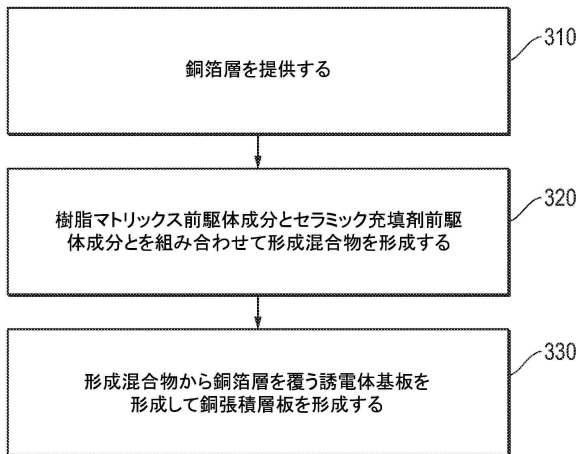 310
銅箔層を提供する
320
樹脂マトリックス前駆体成分とセラミック充填剤前駆
体成分とを組み合わせて形成混合物を形成する
330
形成混合物から銅箔層を覆う誘電体基板を
形成して銅張積層板を形成する